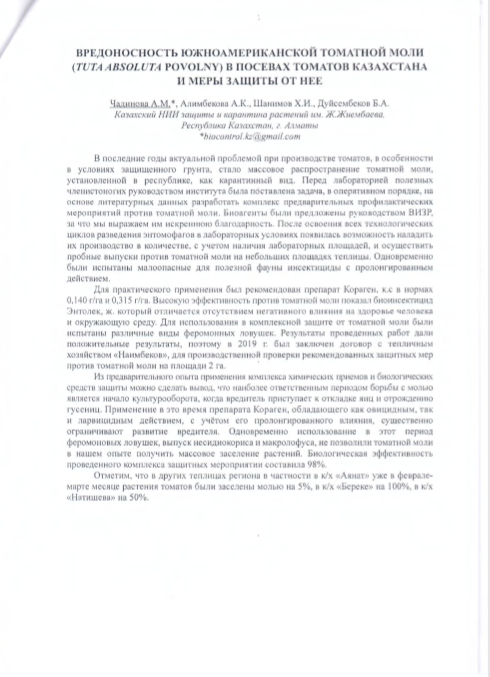 ВРЕДОНОСНОСТЬ ЮЖНОАМЕРИКАНСКОЙ ТОМАТНОЙ МОЛИ
(TUTA ABSOLUTA POVOLNY) В ПОСЕВАХ ТОМАТОВ КАЗАХСТАНА
И МЕРЫ ЗАЩИТЫ ОТ НЕЕ
Чадинова А.М.*, Алимбекова А.К., Шанимов Х.И., Дуйсембеков Б.А.
Казахский НИИ защиты и карантина растений им. Ж.Жиембаева,
Республика Казахстан, г. Алматы
*biocontrol.kz@gmail.com
В последние годы актуальной проблемой при производстве томатов, в особенности
в условиях защищенного грунта, стало массовое распространение томатной моли,
установленной в республике, как карантинный вид. Перед лабораторией полезных
членистоногих руководством института была поставлена задача, в оперативном порядке, на
основе литературных данных разработать комплекс предварительных профилактических
мероприятий против томатной моли. Биоагенты были предложены руководством ВИЗР,
за что мы выражаем им искреннюю благодарность. После освоения всех технологических
циклов разведения энтомофагов в лабораторных условиях появилась возможность наладить
их производство в количестве, с учетом наличия лабораторных площадей, и осуществить
пробные выпуски против томатной моли на небольших площадях теплицы. Одновременно
были испытаны малоопасные для полезной фауны инсектициды с пролонгированным
действием.
Для практического применения был рекомендован препарат Кораген, к.с в нормах
0,140 г/га и 0,315 г/га. Высокую эффективность против томатной моли показал биоинсектицид
Энтолек, ж. который отличается отсутствием негативного влияния на здоровье человека
и окружающую среду. Для использования в комплексной защите от томатной моли были
испытаны различные виды феромонных ловушек. Результаты проведенных работ дали
положительные результаты, поэтому в 2019 г. был заключен договор с тепличным
хозяйством «Наимбеков», для производственной проверки рекомендованных защитных мер
против томатной моли на площади 2 га.
Из предварительного опыта применения комплекса химических приемов и биологических
средств защиты можно сделать вывод, что наиболее ответственным периодом борьбы с молью
является начало культурооборота, когда вредитель приступает к откладке яиц и отрождению
гусениц. Применение в это время препарата Кораген, обладающего как овицидным, так
и ларвицидным действием, с учётом его пролонгированного влияния, существенно
ограничивают развитие вредителя. Одновременно использование в этот период
феромоновых ловушек, выпуск несидиокориса и макролофуса, не позволили томатной моли
в нашем опыте получить массовое заселение растений. Биологическая эффективность
проведенного комплекса защитных мероприятии составила 98%.
Отметим, что в других теплицах региона в частности в к/х «Аянат» уже в феврале-
марте месяце растения томатов были заселены молью на 5%, в к/х «Береке» на 100%, в к/х
«Нэтишева» на 50%.